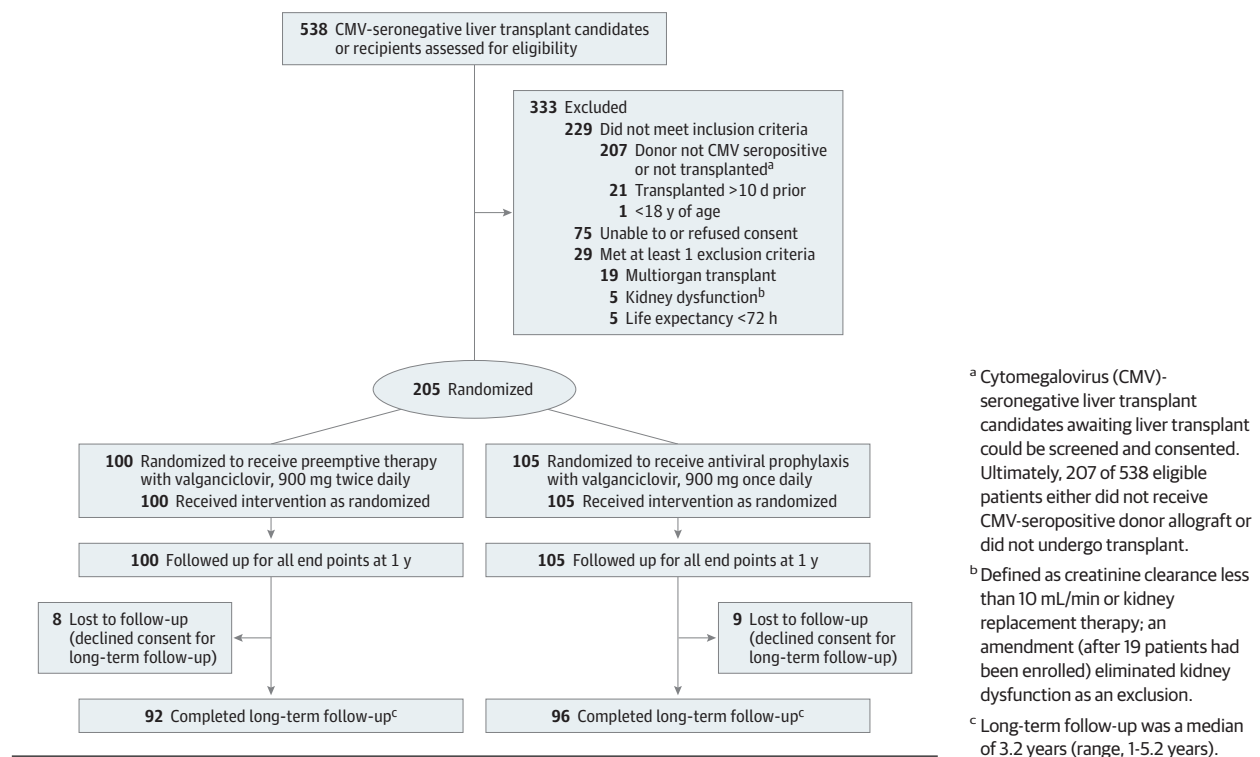 538 CMV-seronegative liver transplant candidates
or recipients assessed for eligibility
333 Excluded
229 Did not meet inclusion criteria
207 Donor not CMV seropositive
or not transplanteda
21 Transplanted >10 d prior
1 <18 y of age
75 Unable to or refused consent
29 Met at least 1 exclusion criteria
19 Multiorgan transplant
5 Kidney dysfunctionb
5 Life expectancy <72 h
205 Randomized
100 Randomized to receive preemptive therapy
with valganciclovir, 900 mg twice daily
100 Received intervention as randomized
105 Randomized to receive antiviral prophylaxis
with valganciclovir, 900 mg once daily
105 Received intervention as randomized
100 Followed up for all end points at 1 y
105 Followed up for all end points at 1 y
8 Lost to follow-up
(declined consent for
long-term follow-up)
9 Lost to follow-up
(declined consent for
long-term follow-up)
92 Completed long-term follow-upc
96 Completed long-term follow-upc
a Cytomegalovirus (CMV)-
seronegative liver transplant
candidates awaiting liver transplant
could be screened and consented.
Ultimately, 207 of 538 eligible
patients either did not receive
CMV-seropositive donor allograft or
did not undergo transplant.
b Defined as creatinine clearance less
than 10 mL/min or kidney
replacement therapy; an
amendment (after 19 patients had
been enrolled) eliminated kidney
dysfunction as an exclusion.
c Long-term follow-up was a median
of 3.2 years (range, 1-5.2 years).